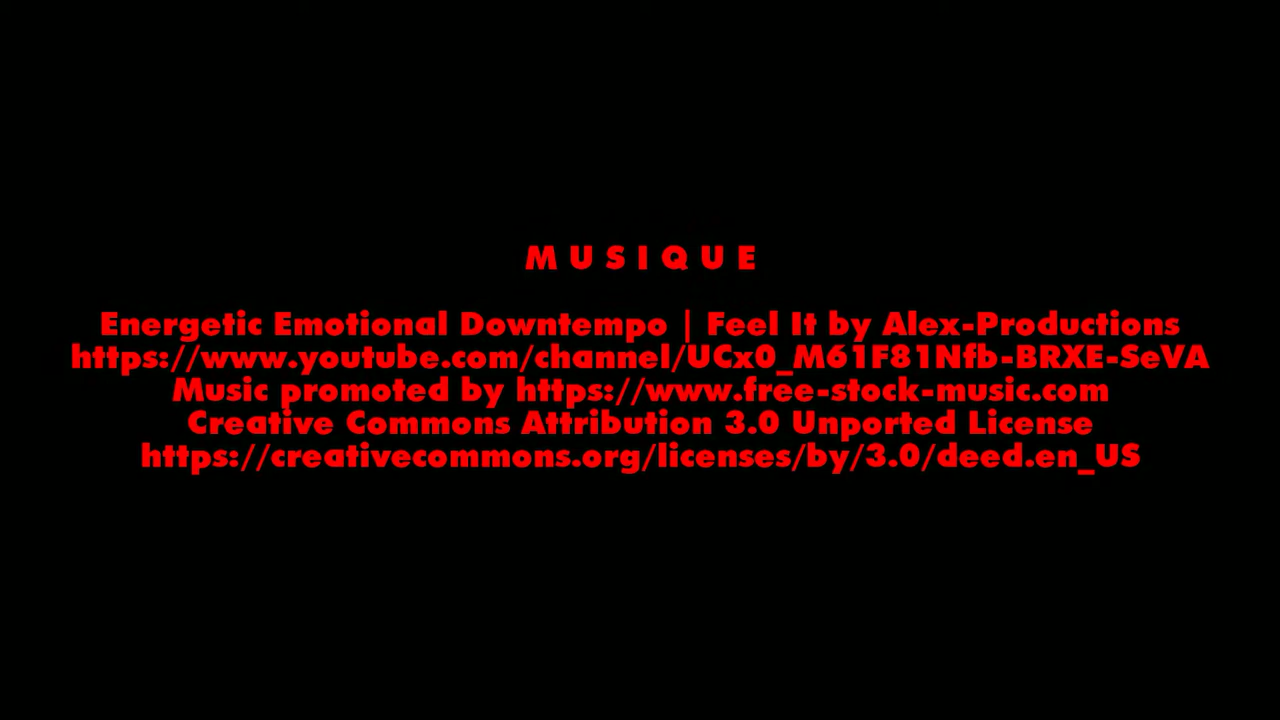 MUSIQUE
Energetic Emotional Downtempo | Feel It by Alex-Productions
https://www.youtube.com/channel/UCx0_M61F81Nfb-BRXE-SeVA
Music promoted by https://www.free-stock-music.com
Creative Commons Attribution 3.0 Unported License
https://creativecommons.org/licenses/by/3.0/deed.en_US